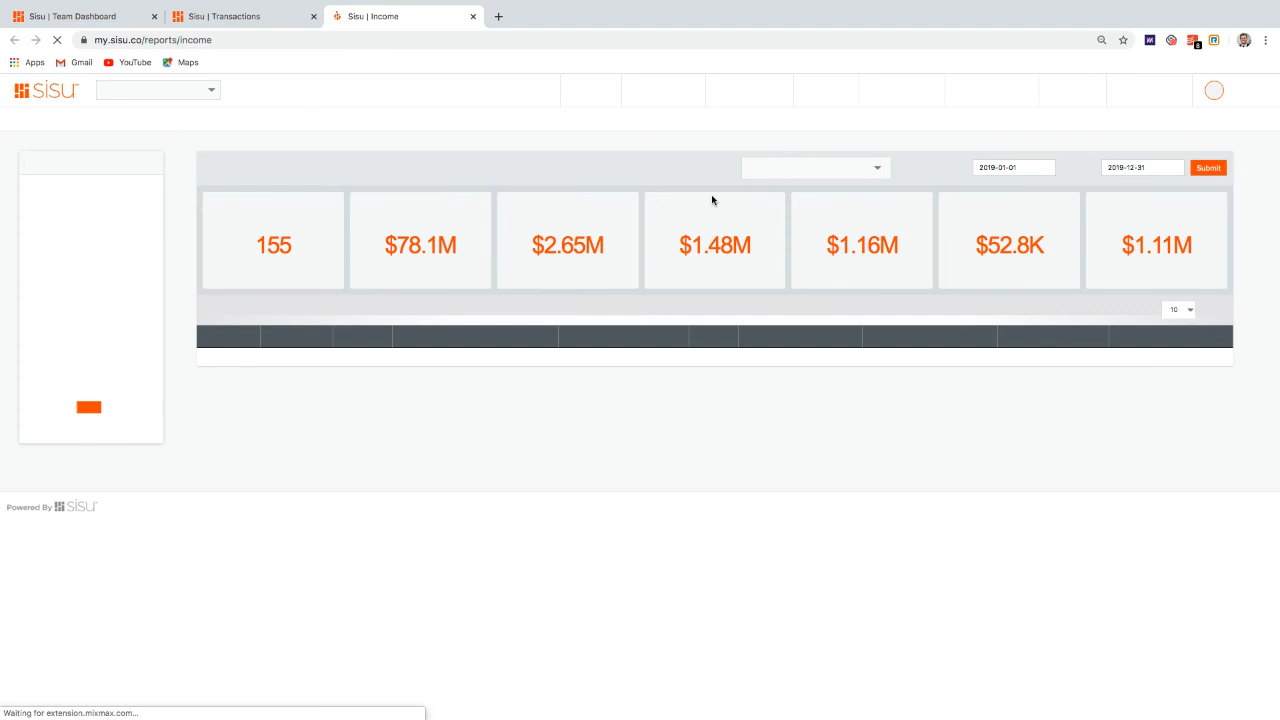 Sisu | Team Dashboard
Sisu | Transactions
Sisu | Income
my.sisu.co/reports/income
8
Apps
Gmail
YouTube
Maps
sisu
2019-01-01
2019-12-31
Submit
155
$78.1M
$2.65M
$1.48M
$1.16M
$52.8K
$1.11M
10
Powered By sisu
Waiting for extension.mixmax.com...